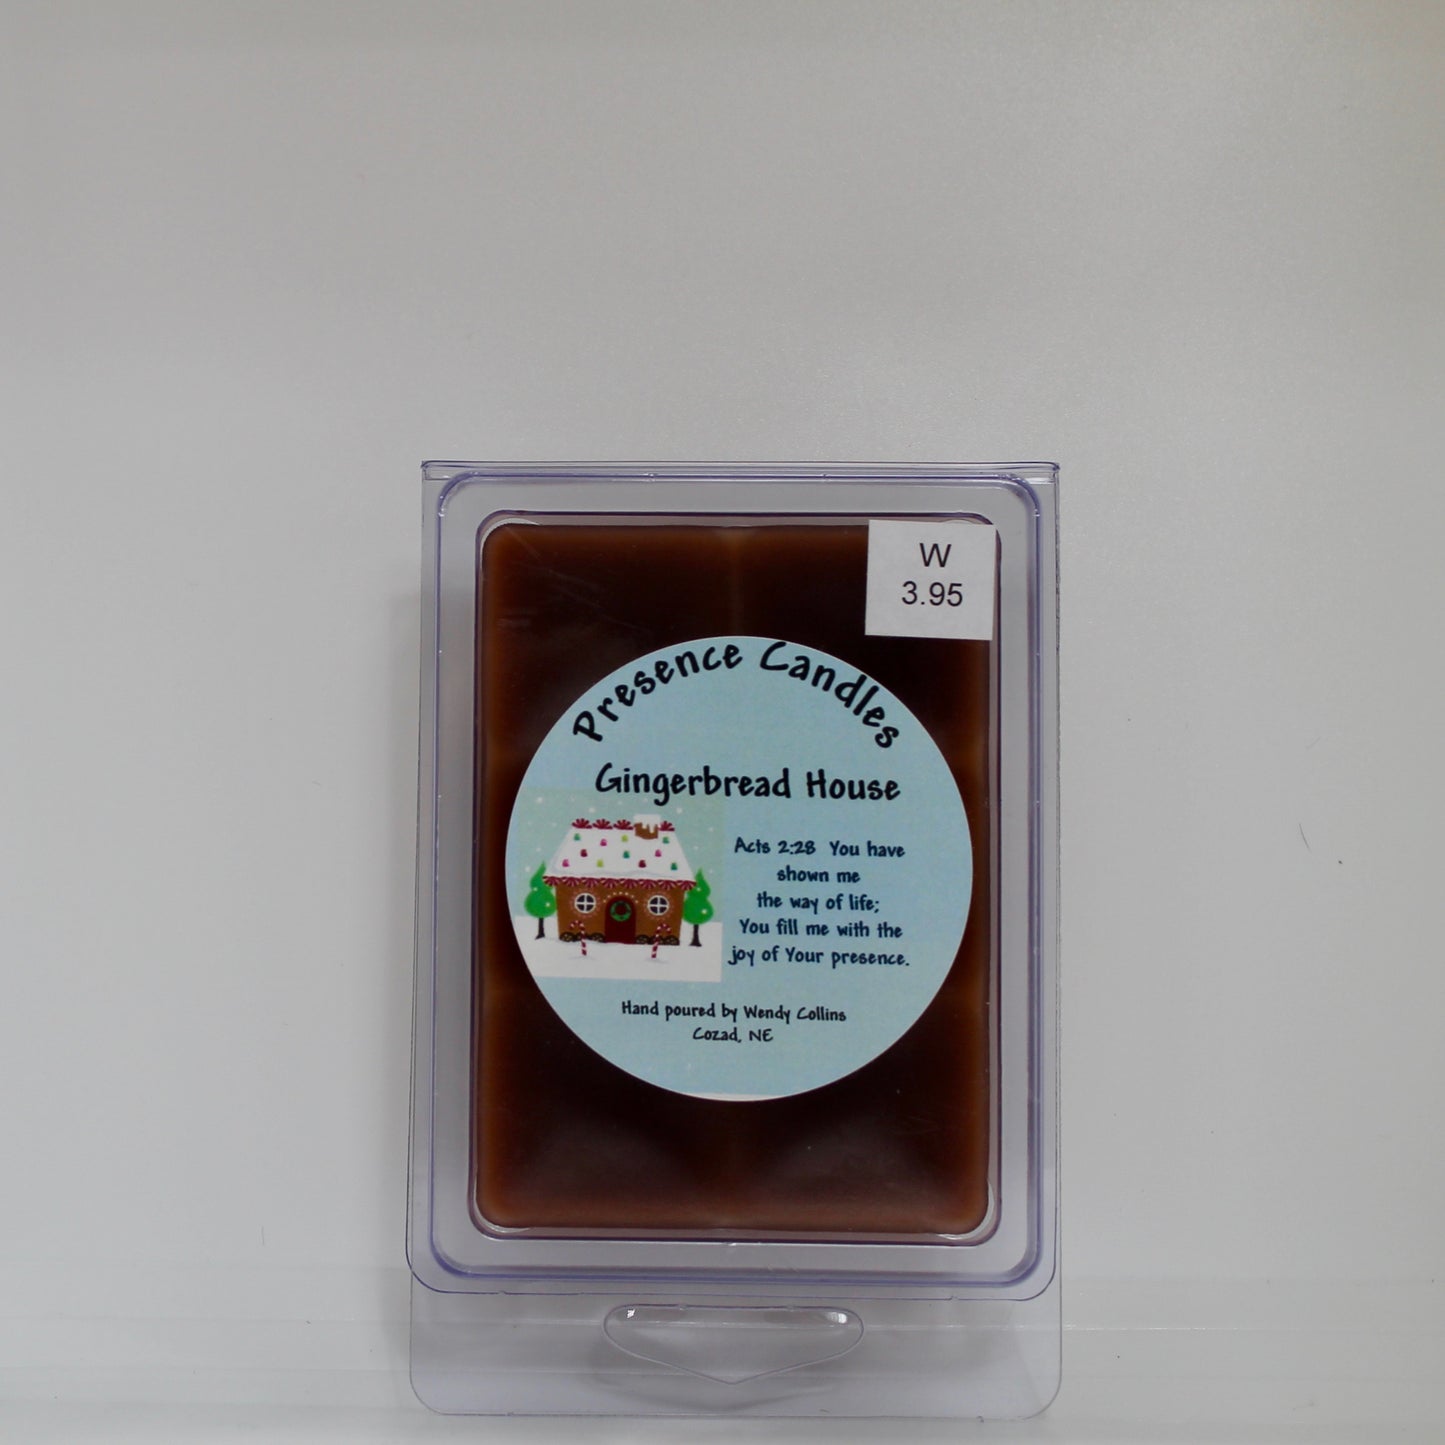 W
3.95
Presence Candles
Gingerbread House
Acts 2:28 You have
shown me
the way of life;
You fill me with the
joy of Your presence.
Hand poured by Wendy Collins
Cozad, NE